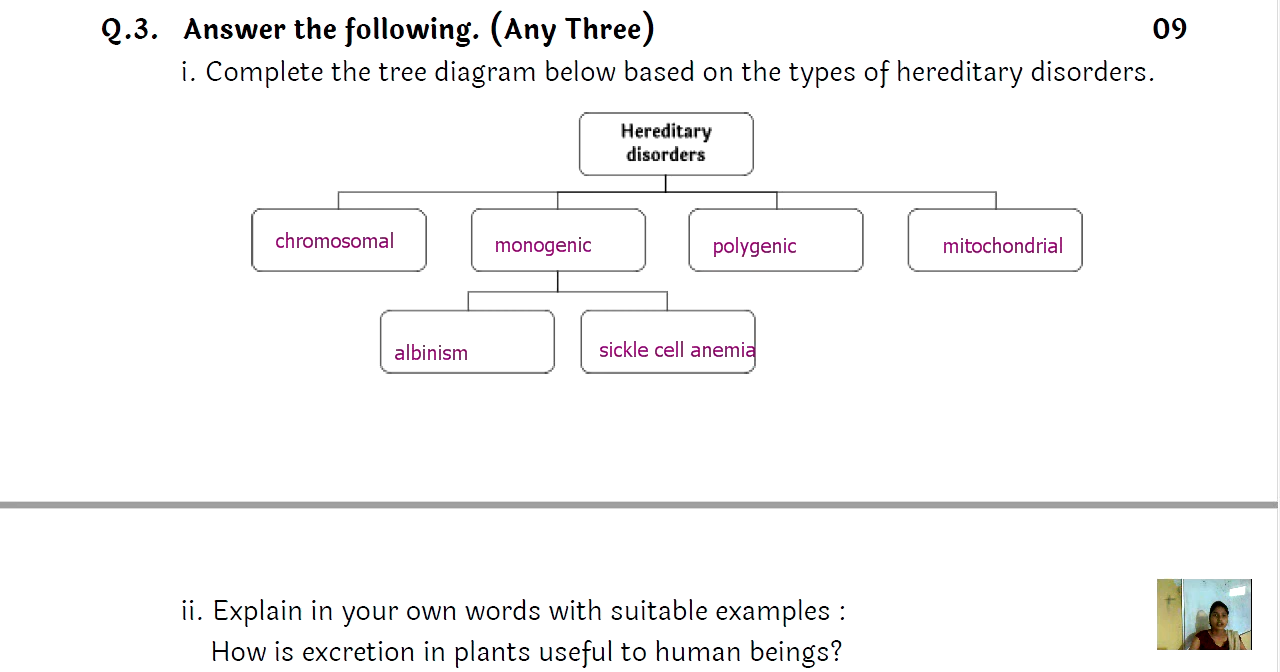 Q.3. Answer the following. (Any Three) 09
i. Complete the tree diagram below based on the types of hereditary disorders.
Hereditary
disorders
chromosomal monogenic polygenic mitochondrial
albinism sickle cell anemia
ii. Explain in your own words with suitable examples :
How is excretion in plants useful to human beings?